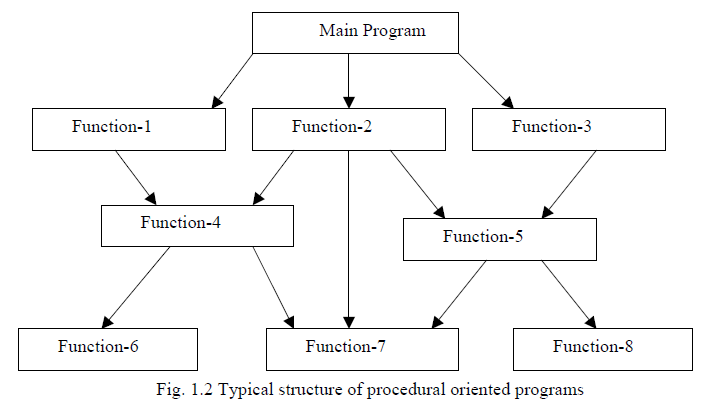 Main Program
Function-1
Function-2
Function-3
Function-4
Function-5
Function-6
Function-7
Function-8
Fig. 1.2 Typical structure of procedural oriented programs